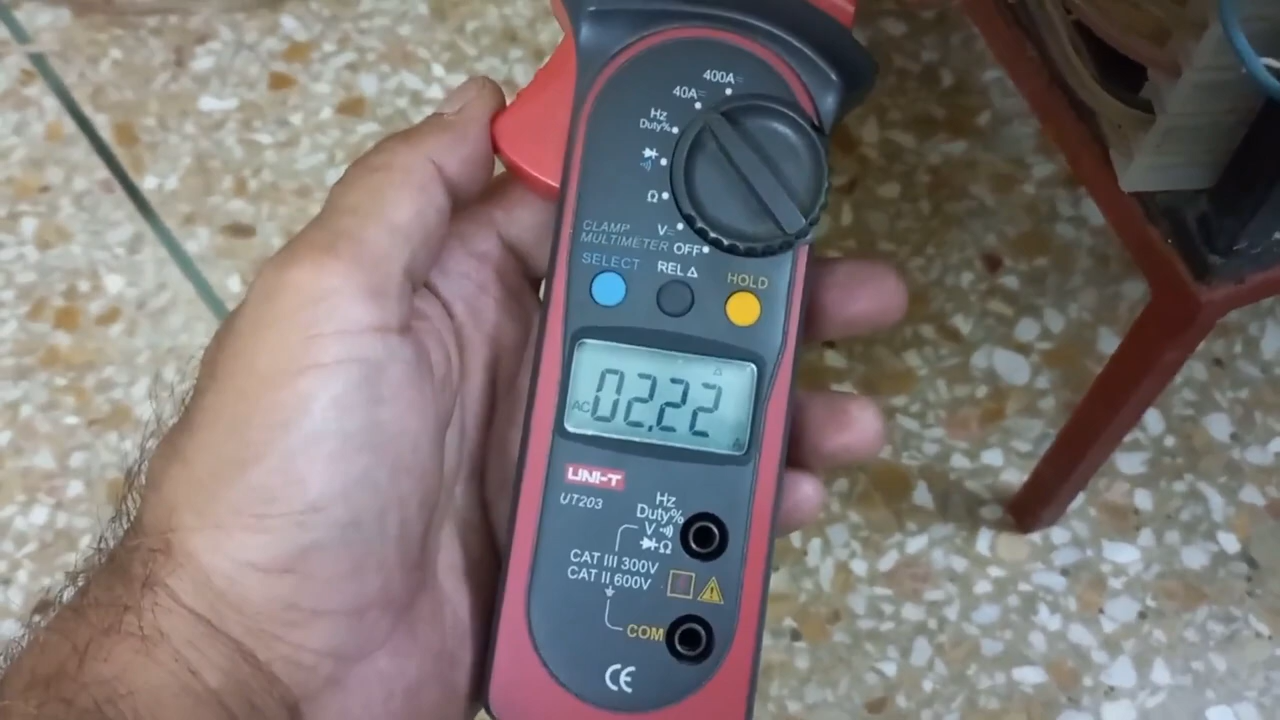 400A
40A
Hz
Duty%
Ω
V
CLAMP
MULTIMETER
OFF
SELECT
REL Δ
HOLD
Δ
AC 02.22
A
UNI-T
UT203
Hz
Duty%
V
Ω
CAT III 300V
CAT II 600V
COM
CE